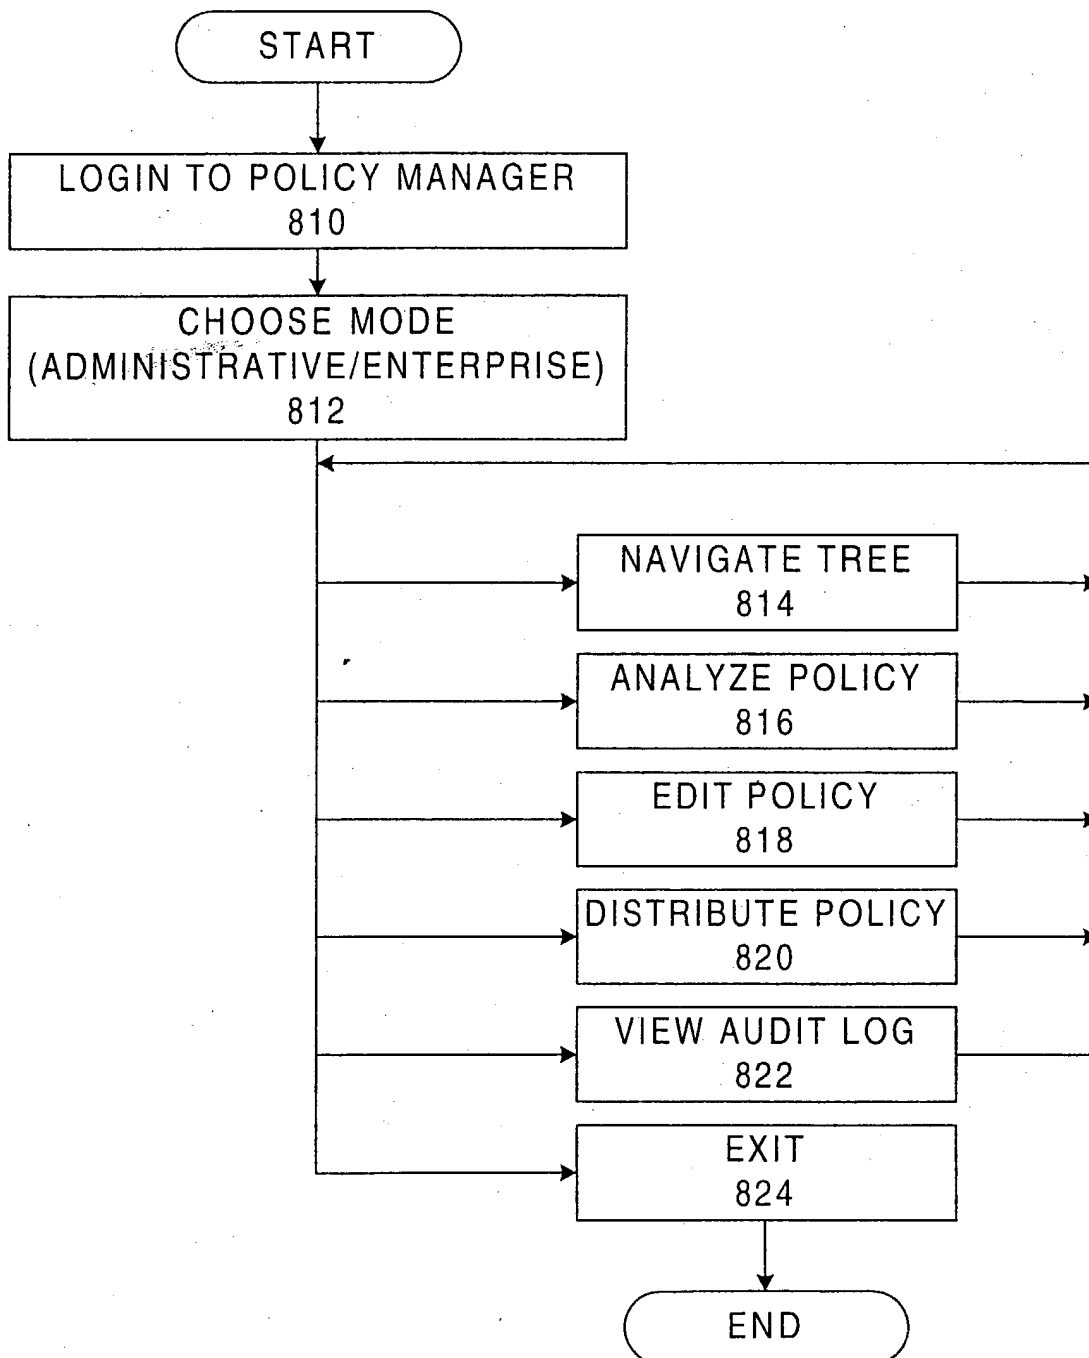 START
LOGIN TO POLICY MANAGER
810
CHOOSE MODE
(ADMINISTRATIVE/ENTERPRISE)
812
NAVIGATE TREE
814
ANALYZE POLICY
816
EDIT POLICY
818
DISTRIBUTE POLICY
820
VIEW AUDIT LOG
822
EXIT
824
END